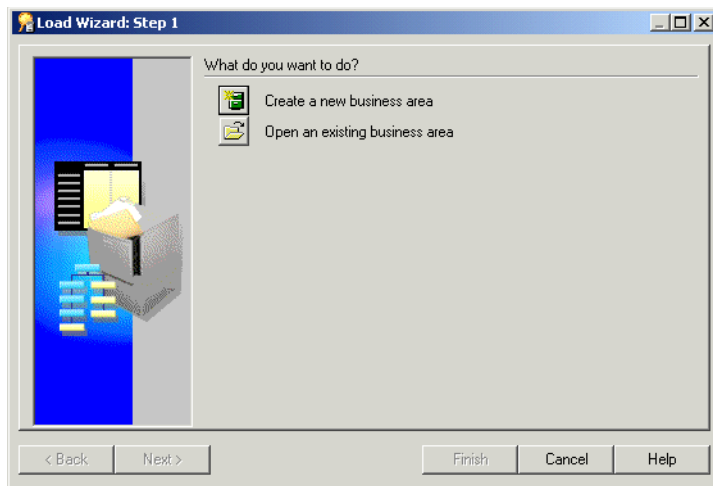 Load Wizard: Step 1
What do you want to do?
Create a new business area
Open an existing business area
< Back Next > Finish Cancel Help